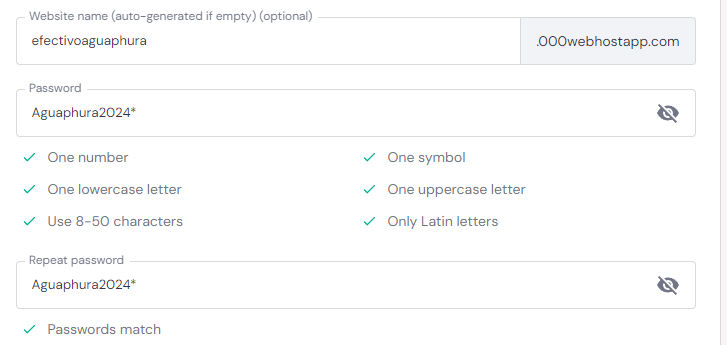 Website name (auto-generated if empty) (optional)
efectivoaguaphura .000webhostapp.com
Password
Aguaphura2024*
One number One symbol
One lowercase letter One uppercase letter
Use 8-50 characters Only Latin letters
Repeat password
Aguaphura2024*
Passwords match